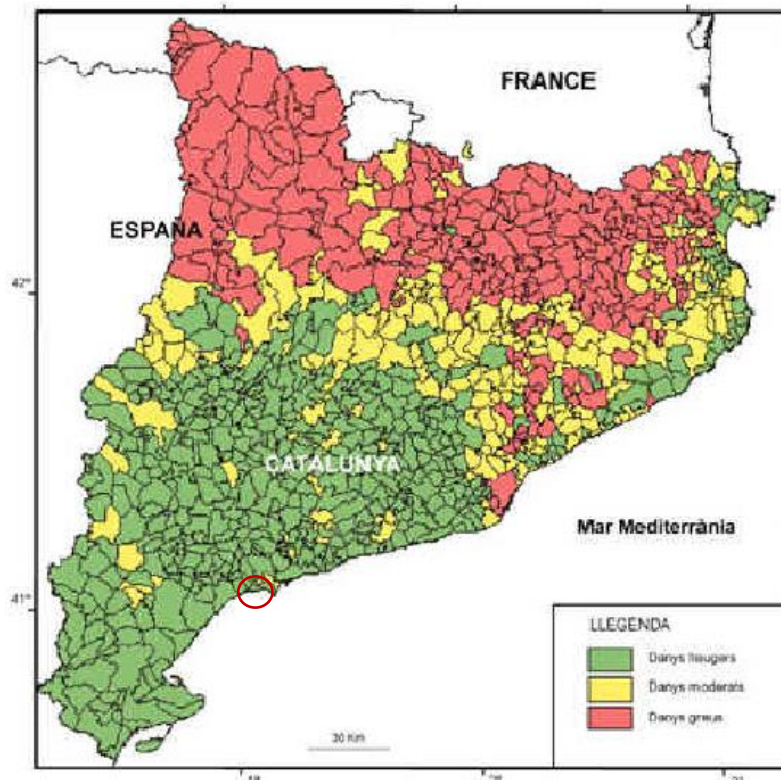 FRANCE
ESPAÑA
42°
CATALUNYA
Mar Mediterrània
41°
LLEGENDA
Danys lleugers
Danys moderats
Danys greus
30 Km